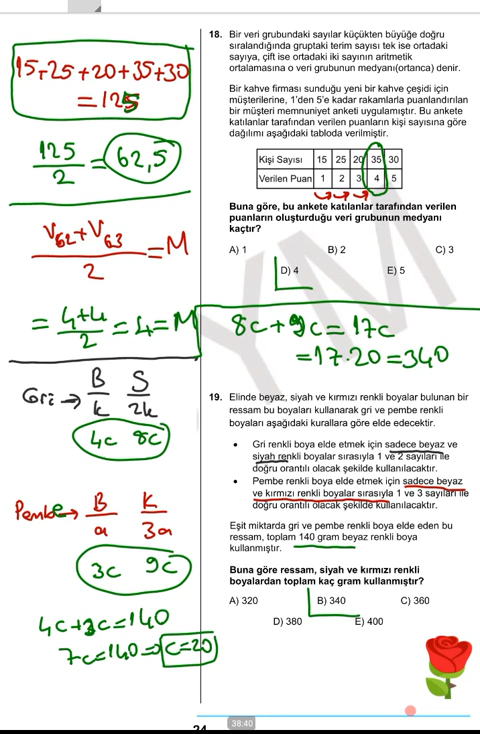 15+25+20+35+30
=125
125
2
= 62,5
V62+V63
2
=M
= 4+4
2
=4=M
Gri → B S
k 2k
4c 8c
Pembe → B K
a 3a
3c 9c
4c+3c=140
7c=140⇒ c=20
18. Bir veri grubundaki sayılar küçükten büyüğe doğru
sıralandığında gruptaki terim sayısı tek ise ortadaki
sayıya, çift ise ortadaki iki sayının aritmetik
ortalamasına o veri grubunun medyanı(ortanca) denir.
Bir kahve firması sunduğu yeni bir kahve çeşidi için
müşterilerine, 1'den 5'e kadar rakamlarla puanlandırılan
bir müşteri memnuniyet anketi uygulamıştır. Bu ankete
katılanlar tarafından verilen puanların kişi sayısına göre
dağılımı aşağıdaki tabloda verilmiştir.
Kişi Sayısı 15 25 20 35 30
Verilen Puan 1 2 3 4 5
Buna göre, bu ankete katılanlar tarafından verilen
puanların oluşturduğu veri grubunun medyanı
kaçtır?
A) 1 B) 2 C) 3
D) 4 E) 5
8c+9c=17c
=17·20=340
19. Elinde beyaz, siyah ve kırmızı renkli boyalar bulunan bir
ressam bu boyaları kullanarak gri ve pembe renkli
boyaları aşağıdaki kurallara göre elde edecektir.
• Gri renkli boya elde etmek için sadece beyaz ve
siyah renkli boyalar sırasıyla 1 ve 2 sayıları ile
doğru orantılı olacak şekilde kullanılacaktır.
• Pembe renkli boya elde etmek için sadece beyaz
ve kırmızı renkli boyalar sırasıyla 1 ve 3 sayıları ile
doğru orantılı olacak şekilde kullanılacaktır.
Eşit miktarda gri ve pembe renkli boya elde eden bu
ressam, toplam 140 gram beyaz renkli boya
kullanmıştır.
Buna göre ressam, siyah ve kırmızı renkli
boyalardan toplam kaç gram kullanmıştır?
A) 320 B) 340 C) 360
D) 380 E) 400
24
38:40